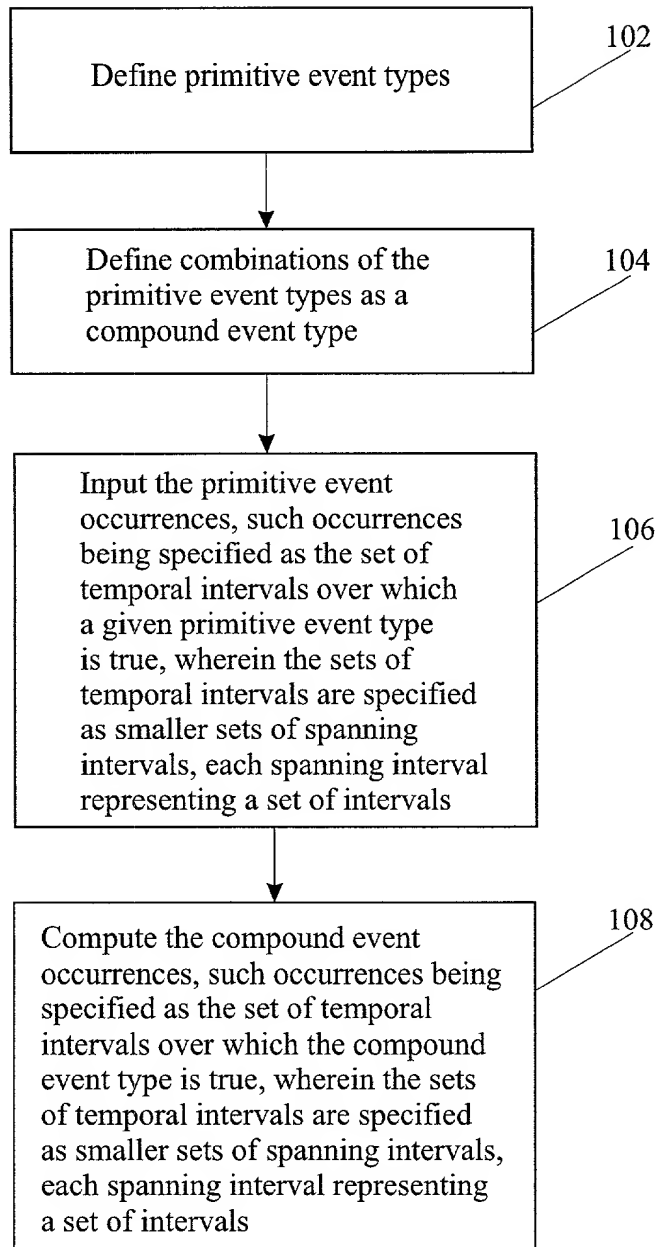 Define primitive event types
102
Define combinations of the
primitive event types as a
compound event type
104
Input the primitive event
occurrences, such occurrences
being specified as the set of
temporal intervals over which
a given primitive event type
is true, wherein the sets of
temporal intervals are specified
as smaller sets of spanning
intervals, each spanning interval
representing a set of intervals
106
Compute the compound event
occurrences, such occurrences being
specified as the set of temporal
intervals over which the compound
event type is true, wherein the sets
of temporal intervals are specified
as smaller sets of spanning intervals,
each spanning interval representing
a set of intervals
108